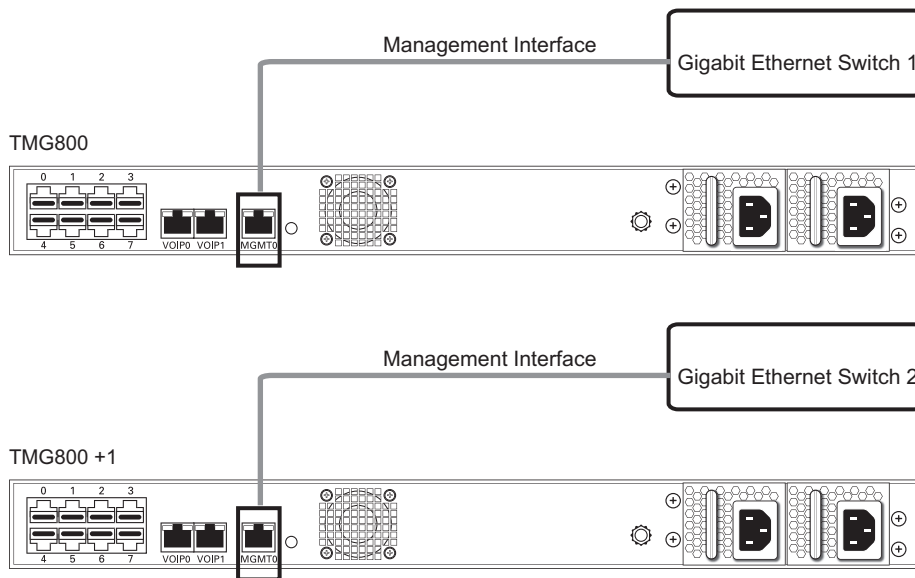 Management Interface
Gigabit Ethernet Switch 1
TMG800
0 1 2 3
4 5 6 7
VOIP0 VOIP1 MGMT0
Management Interface
Gigabit Ethernet Switch 2
TMG800 +1
0 1 2 3
4 5 6 7
VOIP0 VOIP1 MGMT0